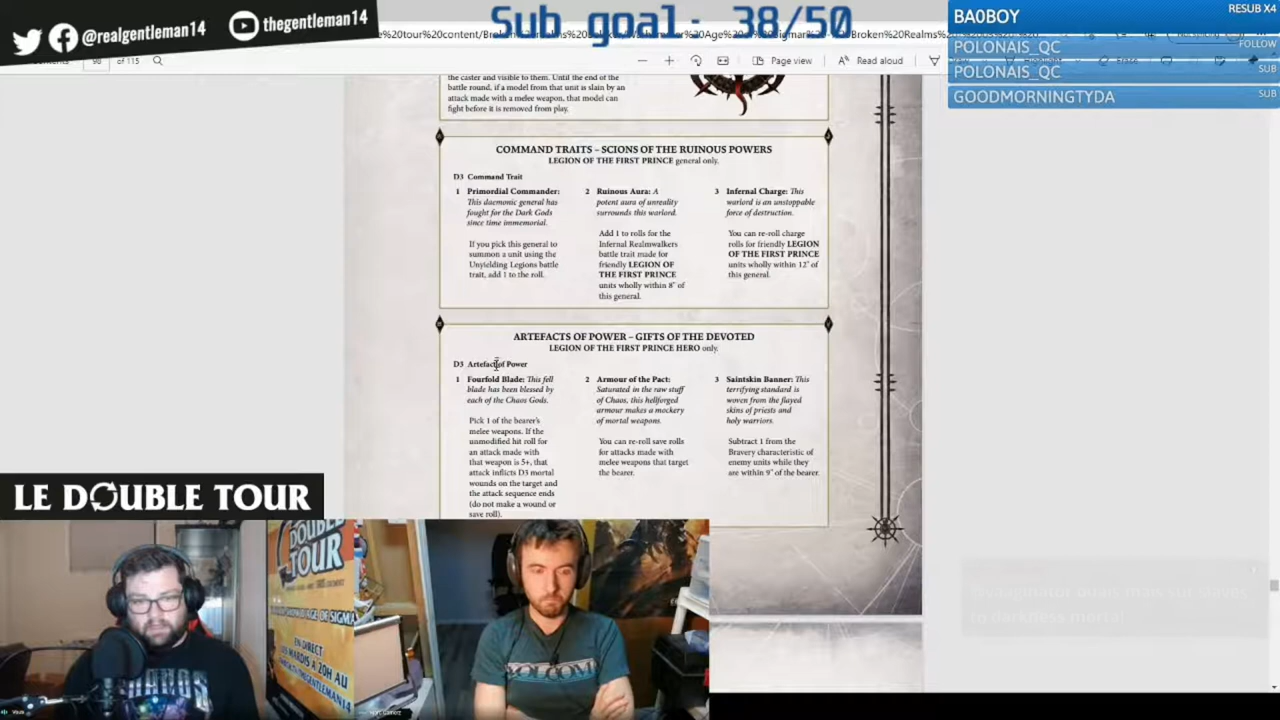 @realgentleman14
thegentleman14
Sub goal: 38/50
BA0BOY
RESUB X4
POLONAIS_QC
FOLLOW
POLONAIS_QC
SUB
GOODMORNINGTYDA
SUB
98 of 115
Page view
Read aloud
the caster and visible to them. Until the end of the
battle round, if a model from that unit is slain by an
attack made with a melee weapon, that model can
fight before it is removed from play.
COMMAND TRAITS – SCIONS OF THE RUINOUS POWERS
LEGION OF THE FIRST PRINCE general only.
D3 Command Trait
1 Primordial Commander: This daemonic general has
fought for the Dark Gods
since time immemorial.
If you pick this general to
summon a unit using the
Unyielding Legions battle
trait, add 1 to the roll.
2 Ruinous Aura: A
potent aura of unreality
surrounds this warlord.
Add 1 to rolls for the
Infernal Realmwalkers
battle trait made for
friendly LEGION OF
THE FIRST PRINCE
units wholly within 8" of
this general.
3 Infernal Charge: This
warlord is an unstoppable
force of destruction.
You can re-roll charge
rolls for friendly LEGION
OF THE FIRST PRINCE
units wholly within 12" of
this general.
ARTEFACTS OF POWER – GIFTS OF THE DEVOTED
LEGION OF THE FIRST PRINCE HERO only.
D3 Artefact of Power
1 Fourfold Blade: This fell
blade has been blessed by
each of the Chaos Gods.
Pick 1 of the bearer's
melee weapons. If the
unmodified hit roll for
an attack made with
that weapon is 5+, that
attack inflicts D3 mortal
wounds on the target and
the attack sequence ends
(do not make a wound or
save roll).
2 Armour of the Pact:
Saturated in the raw stuff
of Chaos, this hellforged
armour makes a mockery
of mortal weapons.
You can re-roll save rolls
for attacks made with
melee weapons that target
the bearer.
3 Saintskin Banner: This
terrifying standard is
woven from the flayed
skins of priests and
holy warriors.
Subtract 1 from the
Bravery characteristic of
enemy units while they
are within 9" of the bearer.
LE DOUBLE TOUR
DOUBLE
TOUR
EN DIRECT
MARDIS À 20H AU
VOLCOM